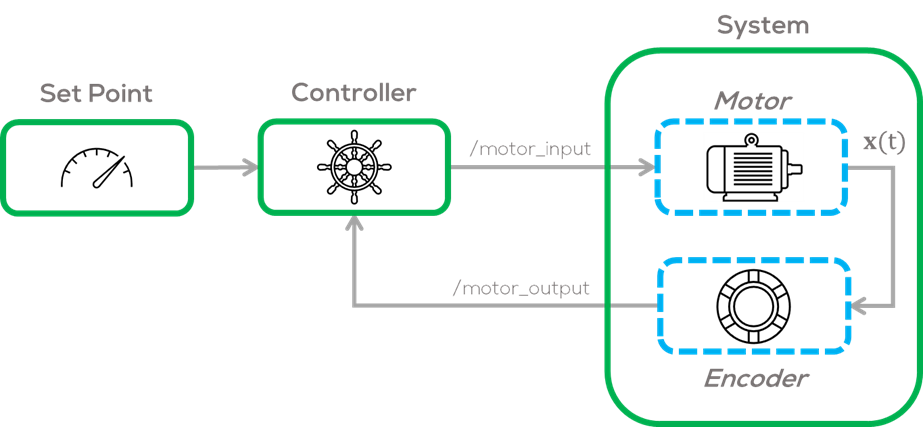 System
Set Point
Controller
Motor
/motor_input
x(t)
/motor_output
Encoder